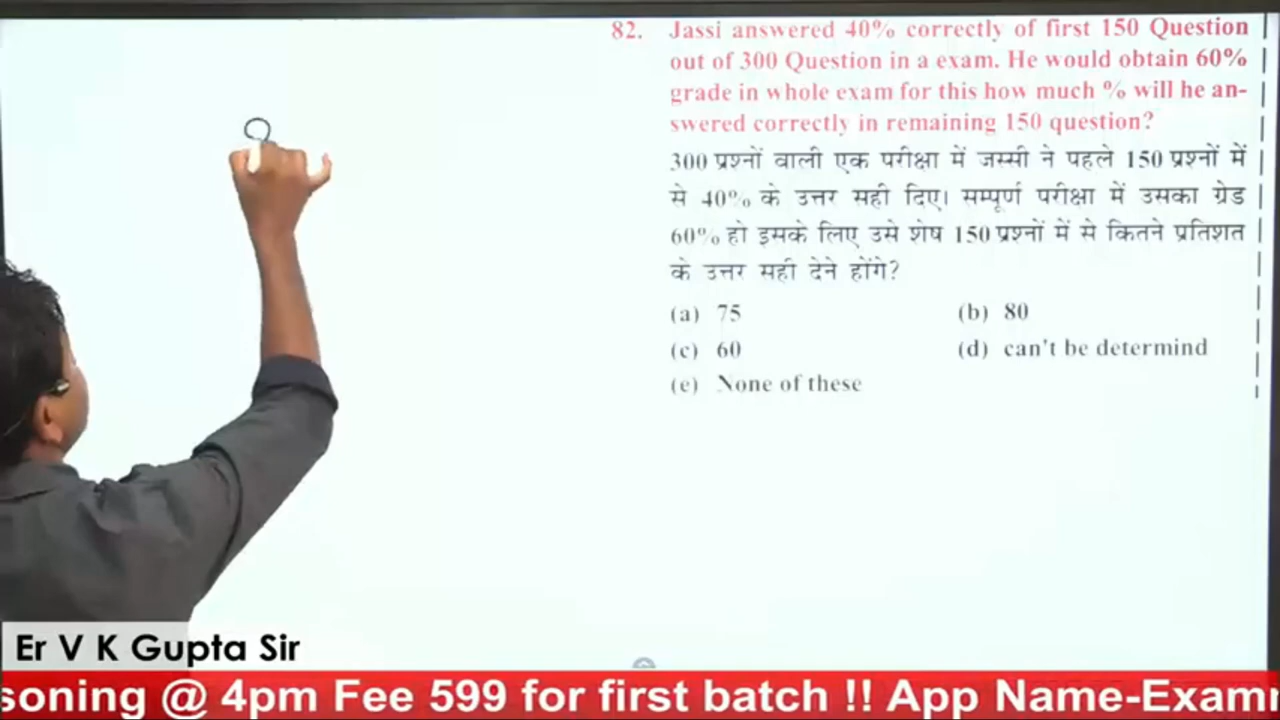 82. Jassi answered 40% correctly of first 150 Question
out of 300 Question in a exam. He would obtain 60%
grade in whole exam for this how much % will he an-
swered correctly in remaining 150 question?
300 प्रश्नों वाली एक परीक्षा में जस्सी ने पहले 150 प्रश्नों में
से 40% के उत्तर सही दिए। सम्पूर्ण परीक्षा में उसका ग्रेड
60% हो इसके लिए उसे शेष 150 प्रश्नों में से कितने प्रतिशत
के उत्तर सही देने होंगे?
(a) 75 (b) 80
(c) 60 (d) can't be determind
(e) None of these
Er V K Gupta Sir
soning @ 4pm Fee 599 for first batch !! App Name-Exam